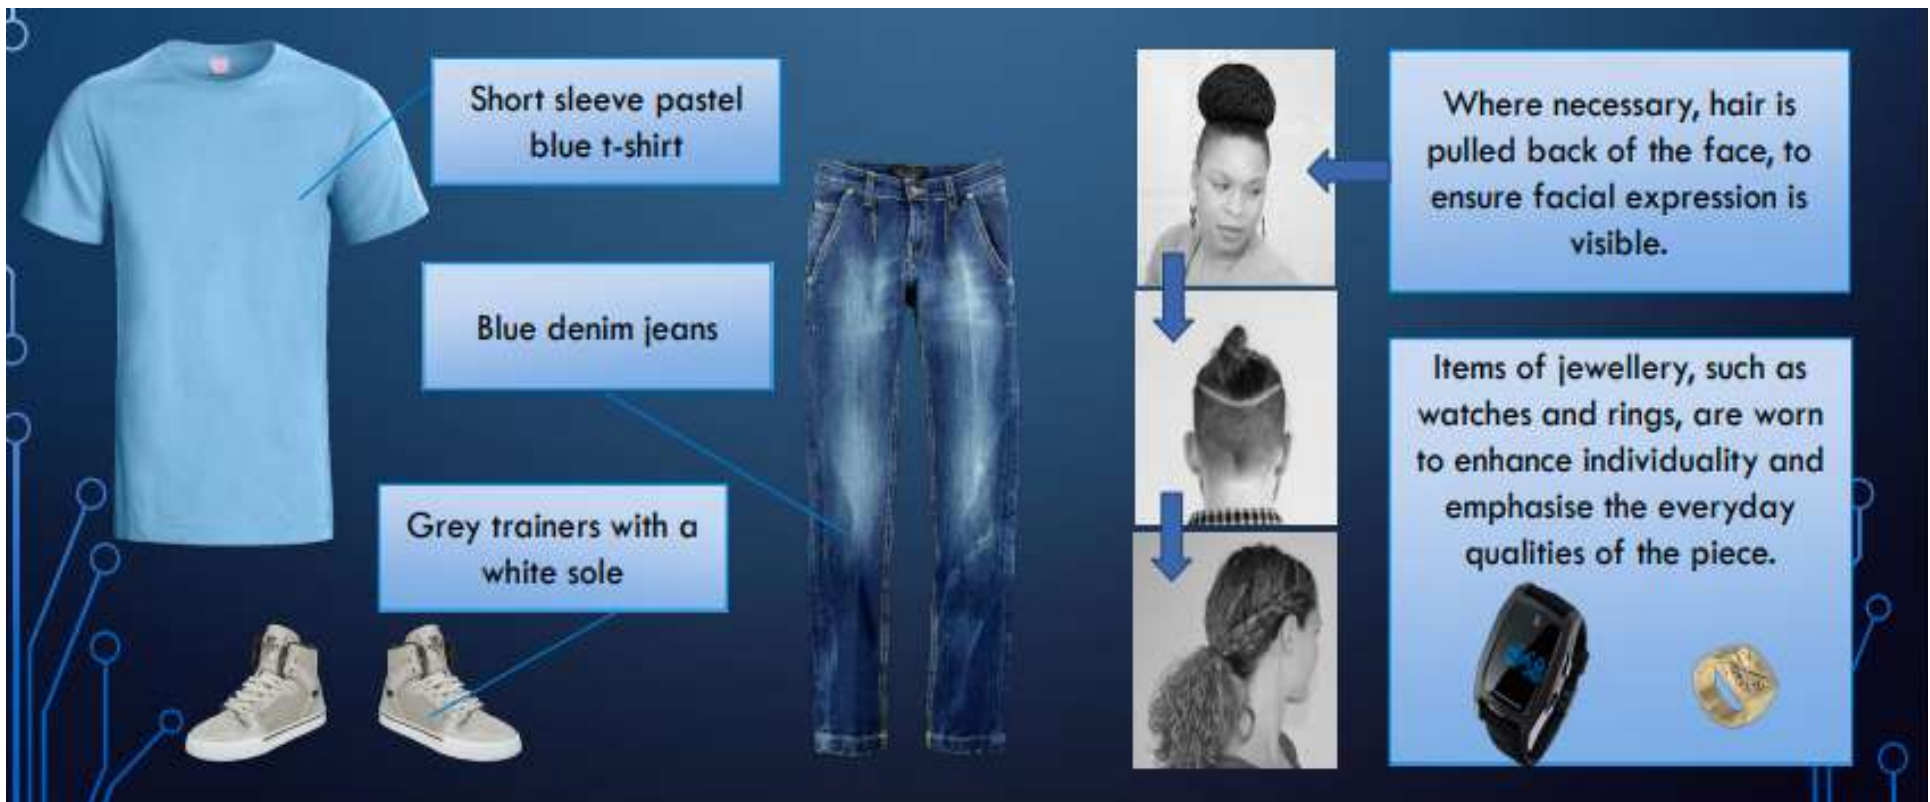 Short sleeve pastel
blue t-shirt
Blue denim jeans
Grey trainers with a
white sole
Where necessary, hair is
pulled back of the face, to
ensure facial expression is
visible.
Items of jewellery, such as
watches and rings, are worn
to enhance individuality and
emphasise the everyday
qualities of the piece.